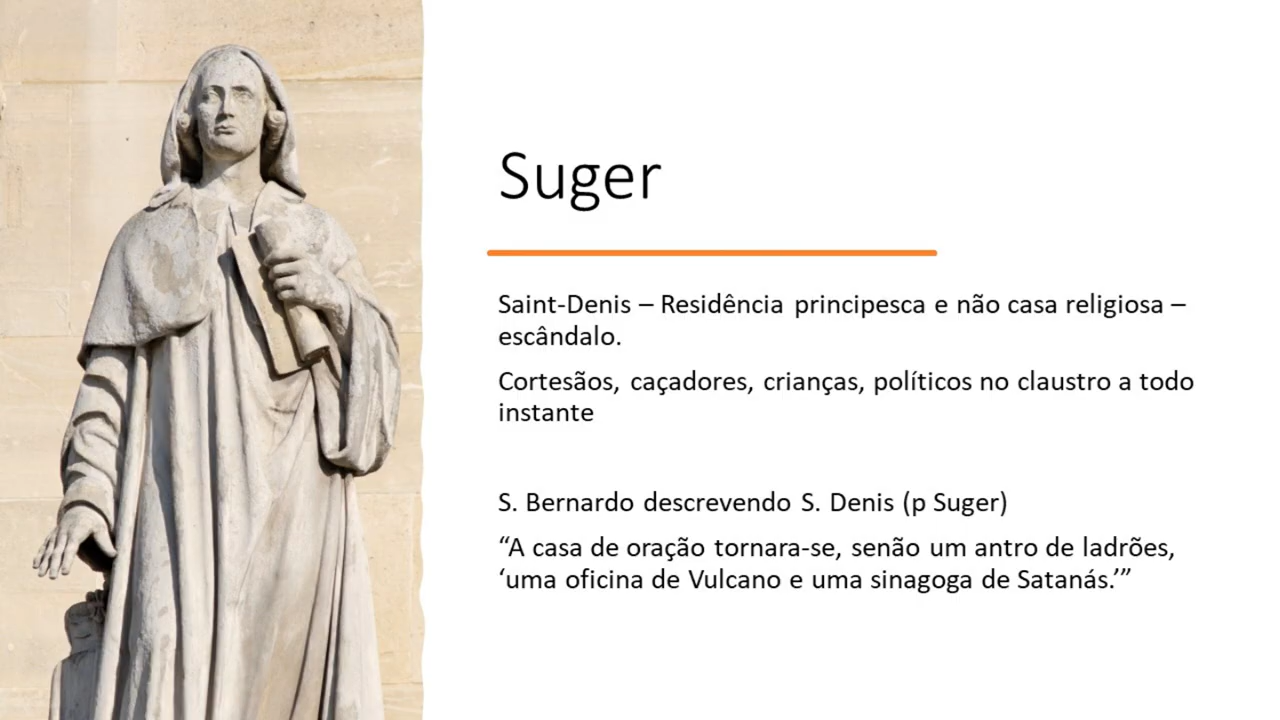 Suger
Saint-Denis – Residência principesca e não casa religiosa –
escândalo.
Cortesãos, caçadores, crianças, políticos no claustro a todo
instante
S. Bernardo descrevendo S. Denis (p Suger)
“A casa de oração tornara-se, senão um antro de ladrões,
‘uma oficina de Vulcano e uma sinagoga de Satanás.’”